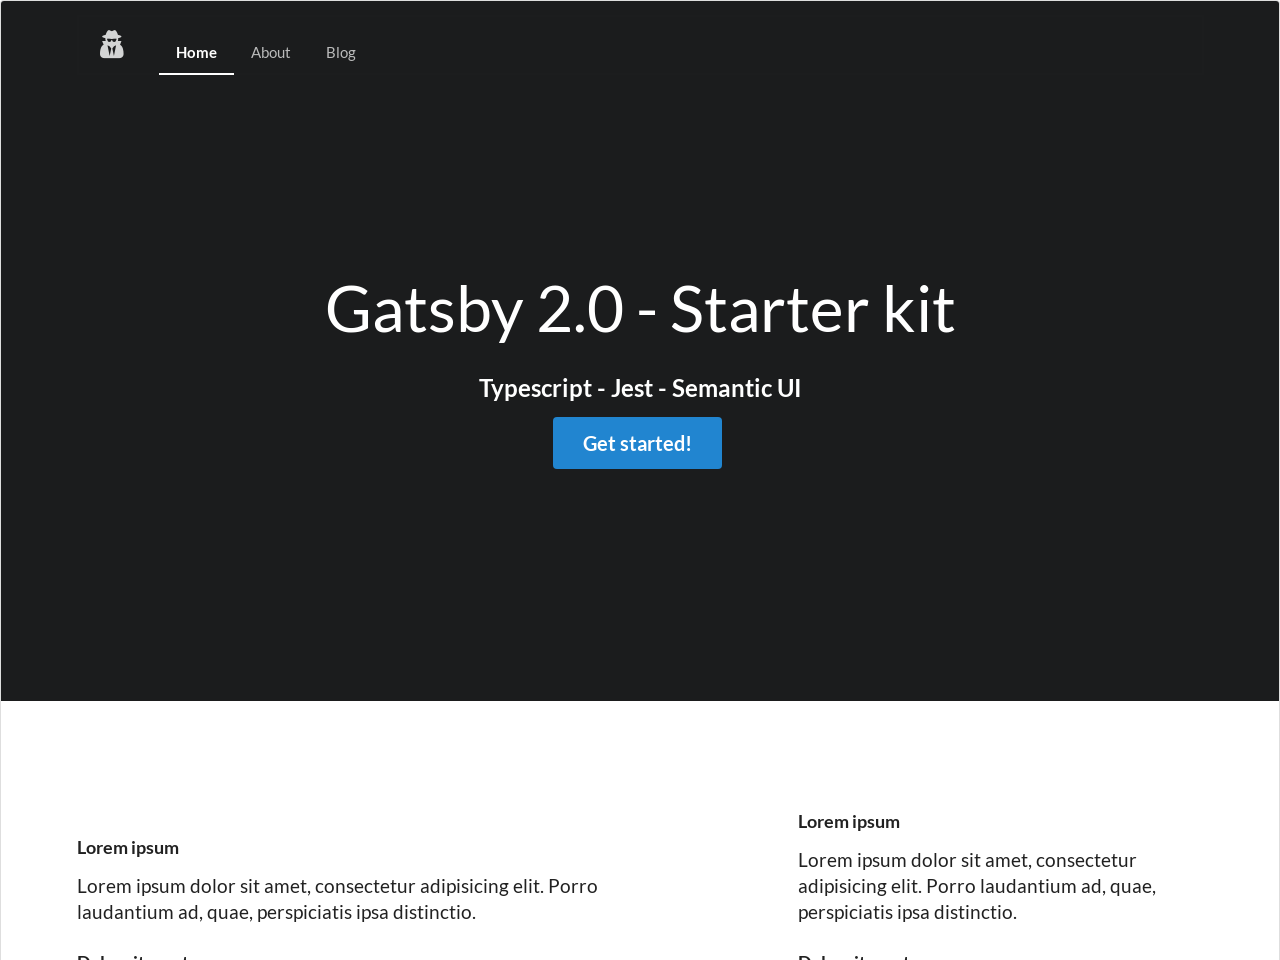 Home
About
Blog
Gatsby 2.0 - Starter kit
Typescript - Jest - Semantic UI
Get started!
Lorem ipsum
Lorem ipsum dolor sit amet, consectetur adipisicing elit. Porro
laudantium ad, quae, perspiciatis ipsa distinctio.
Lorem ipsum
Lorem ipsum dolor sit amet, consectetur
adipisicing elit. Porro laudantium ad, quae,
perspiciatis ipsa distinctio.